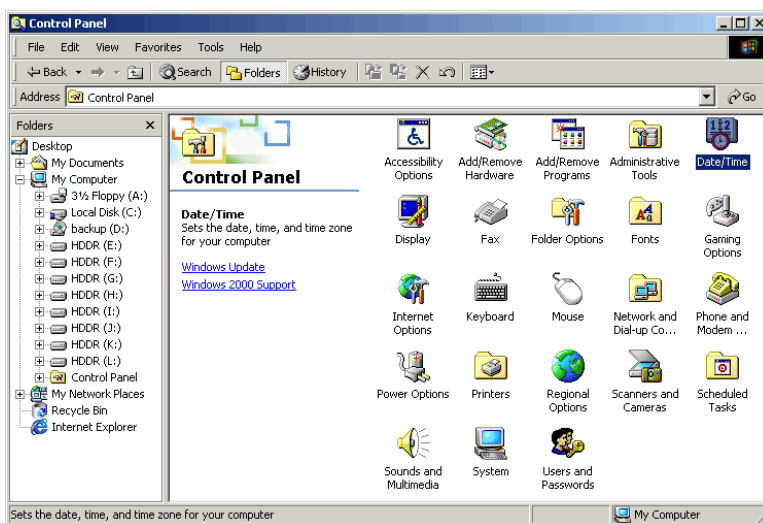 Control Panel
File Edit View Favorites Tools Help
Back Search Folders History
Address Control Panel Go
Folders
Desktop
My Documents
My Computer
3½ Floppy (A:)
Local Disk (C:)
backup (D:)
HDDR (E:)
HDDR (F:)
HDDR (G:)
HDDR (H:)
HDDR (I:)
HDDR (J:)
HDDR (K:)
HDDR (L:)
Control Panel
My Network Places
Recycle Bin
Internet Explorer
Control Panel
Date/Time
Sets the date, time, and time zone
for your computer
Windows Update
Windows 2000 Support
Accessibility
Options
Add/Remove
Hardware
Add/Remove
Programs
Administrative
Tools
Date/Time
Display
Fax
Folder Options
Fonts
Gaming
Options
Internet
Options
Keyboard
Mouse
Network and
Dial-up Co...
Phone and
Modem ...
Power Options
Printers
Regional
Options
Scanners and
Cameras
Scheduled
Tasks
Sounds and
Multimedia
System
Users and
Passwords
Sets the date, time, and time zone for your computer
My Computer